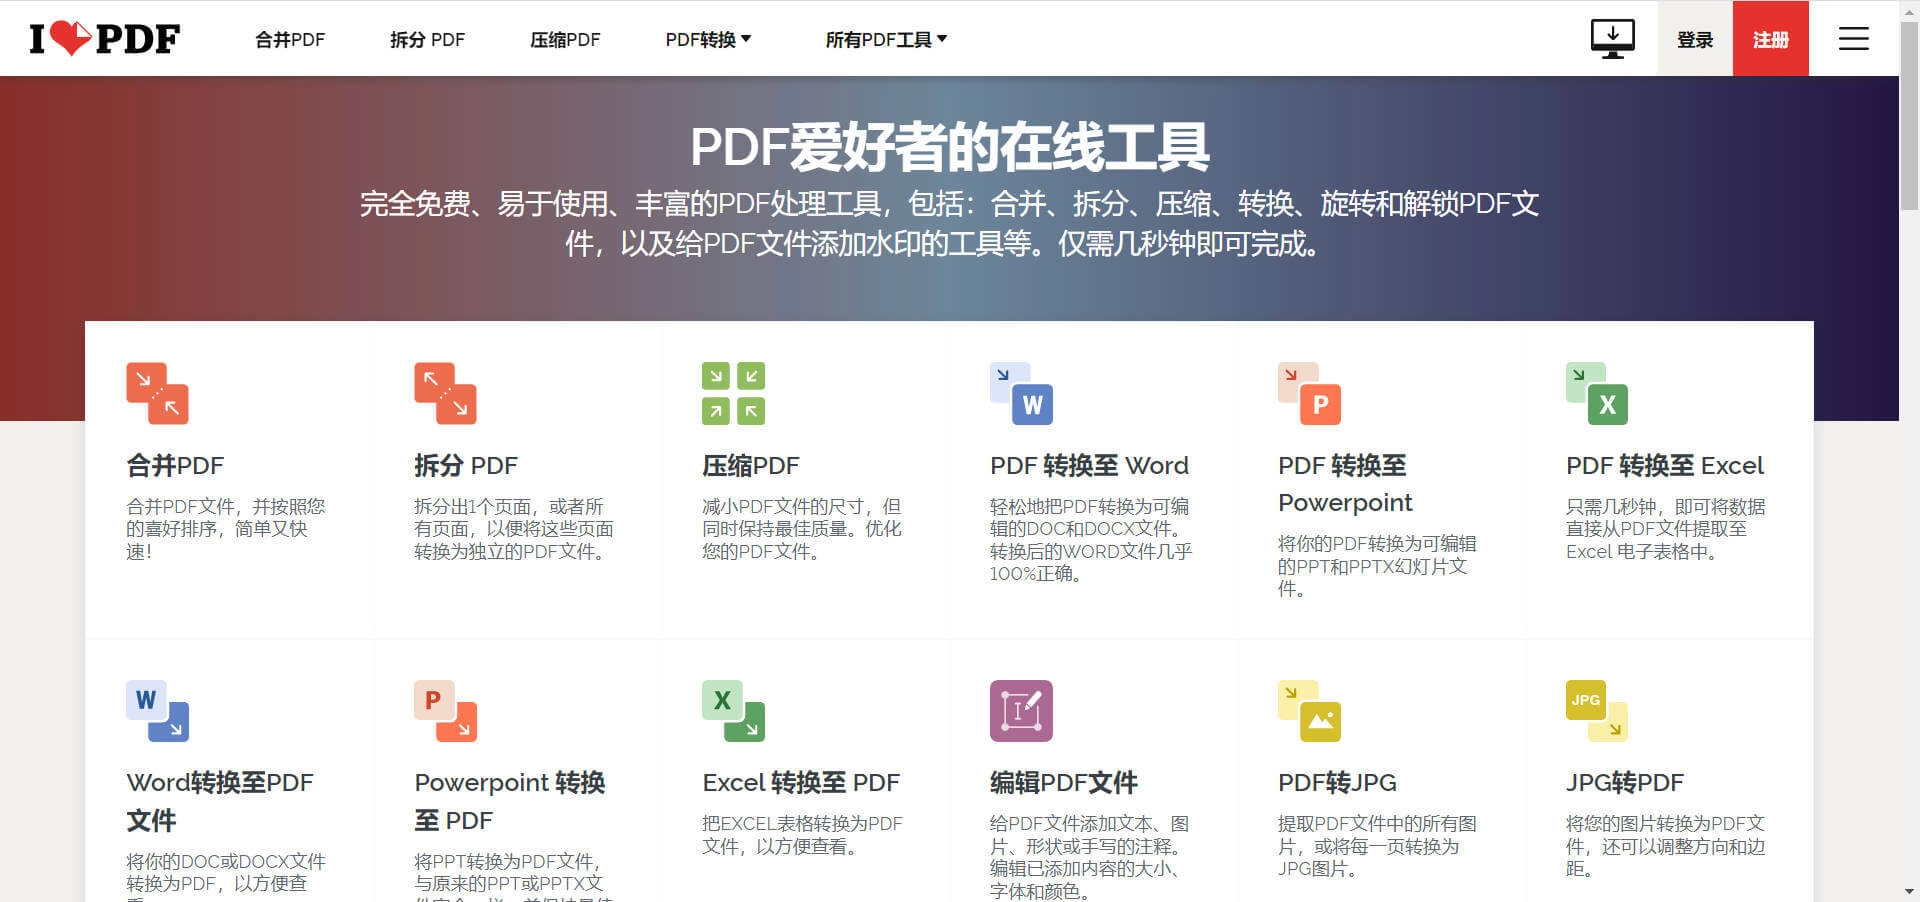 I PDF
合并PDF
拆分 PDF
压缩PDF
PDF转换
所有PDF工具
登录
注册
PDF爱好者的在线工具
完全免费、易于使用、丰富的PDF处理工具，包括：合并、拆分、压缩、转换、旋转和解锁PDF文
件，以及给PDF文件添加水印的工具等。仅需几秒钟即可完成。
合并PDF
合并PDF文件，并按照您
的喜好排序，简单又快
速！
拆分 PDF
拆分出1个页面，或者所
有页面，以便将这些页面
转换为独立的PDF文件。
压缩PDF
减小PDF文件的尺寸，但
同时保持最佳质量。优化
您的PDF文件。
W
PDF 转换至 Word
轻松地把PDF转换为可编
辑的DOC和DOCX文件。
转换后的WORD文件几乎
100%正确。
P
PDF 转换至
Powerpoint
将你的PDF转换为可编辑
的PPT和PPTX幻灯片文
件。
X
PDF 转换至 Excel
只需几秒钟，即可将数据
直接从PDF文件提取至
Excel 电子表格中。
W
Word转换至PDF
文件
将你的DOC或DOCX文件
转换为PDF，以方便查
P
Powerpoint 转换
至 PDF
将PPT转换为PDF文件，
与原来的PPT或PPTX文
X
Excel 转换至 PDF
把EXCEL表格转换为PDF
文件，以方便查看。
编辑PDF文件
给PDF文件添加文本、图
片、形状或手写的注释。
编辑已添加内容的大小、
字体和颜色。
PDF转JPG
提取PDF文件中的所有图
片，或将每一页转换为
JPG图片。
JPG
JPG转PDF
将您的图片转换为PDF文
件，还可以调整方向和边
距。